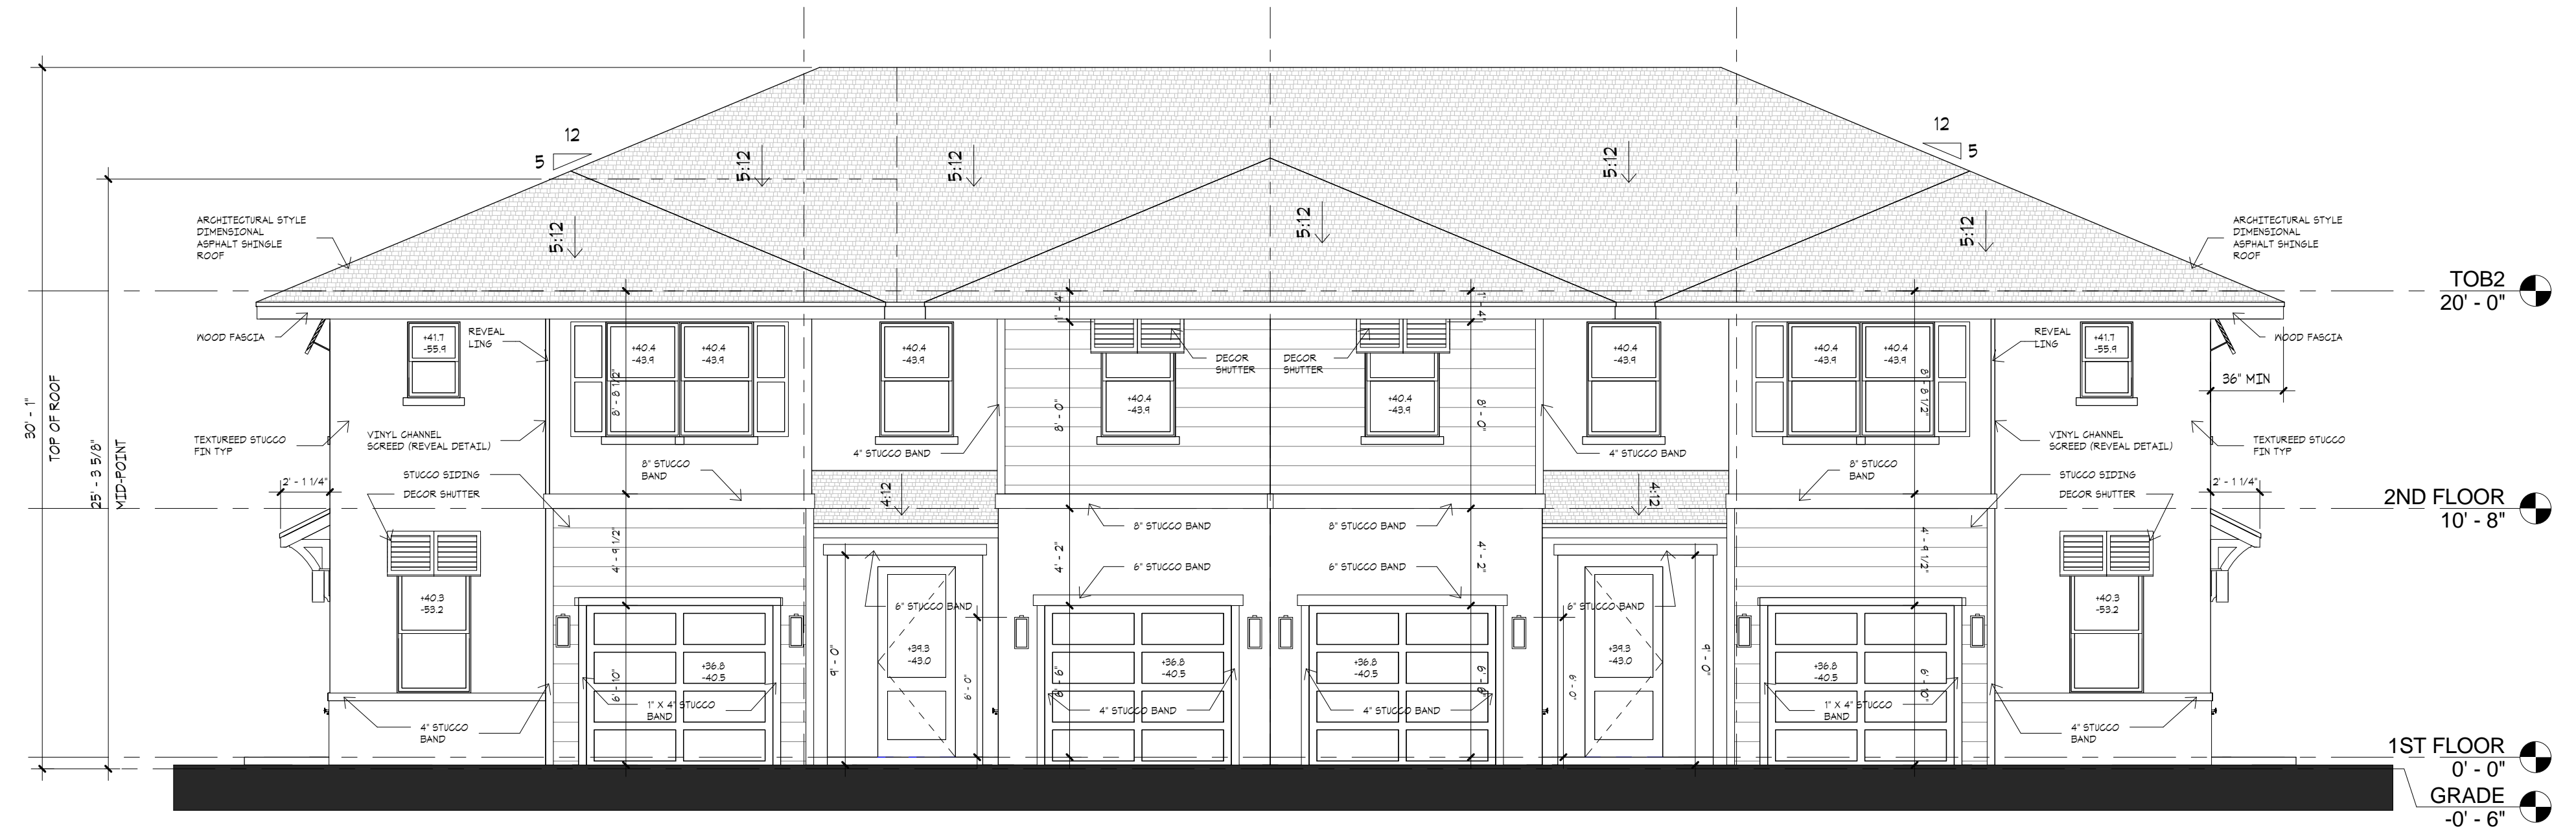 12
5
5:12
5:12
5:12
5:12
5:12
5:12
12
5
ARCHITECTURAL STYLE
DIMENSIONAL
ASPHALT SHINGLE
ROOF
ARCHITECTURAL STYLE
DIMENSIONAL
ASPHALT SHINGLE
ROOF
TOB2
20' - 0"
30' - 1"
TOP OF ROOF
25' - 3 5/8"
MID-POINT
WOOD FASCIA
+41.7
-55.9
REVEAL
LING
+40.4
-43.9
+40.4
-43.9
+40.4
-43.9
1' - 4"
DECOR
SHUTTER
DECOR
SHUTTER
1' - 4"
+40.4
-43.9
+40.4
-43.9
+40.4
-43.9
REVEAL
LING
+41.7
-55.9
WOOD FASCIA
36" MIN
8' - 8 1/2"
8' - 0"
+40.4
-43.9
+40.4
-43.9
8' - 0"
8' - 8 1/2"
TEXTUREED STUCCO
FIN TYP
VINYL CHANNEL
SCREED (REVEAL DETAIL)
4" STUCCO BAND
4" STUCCO BAND
VINYL CHANNEL
SCREED (REVEAL DETAIL)
TEXTUREED STUCCO
FIN TYP
STUCCO SIDING
8" STUCCO
BAND
8" STUCCO
BAND
STUCCO SIDING
2' - 1 1/4"
DECOR SHUTTER
4:12
4:12
DECOR SHUTTER
2' - 1 1/4"
2ND FLOOR
10' - 8"
8" STUCCO BAND
8" STUCCO BAND
4' - 9 1/2"
4' - 2"
6" STUCCO BAND
6" STUCCO BAND
4' - 2"
4' - 9 1/2"
+40.3
-53.2
6" STUCCO BAND
6" STUCCO BAND
+40.3
-53.2
+36.8
-40.5
9' - 0"
+39.3
-43.0
6' - 0"
+36.8
-40.5
+36.8
-40.5
6' - 0"
+39.3
-43.0
9' - 0"
+36.8
-40.5
6' - 10"
6' - 10"
4" STUCCO
BAND
1" X 4" STUCCO
BAND
4" STUCCO BAND
4" STUCCO BAND
1" X 4" STUCCO
BAND
4" STUCCO
BAND
1ST FLOOR
0' - 0"
GRADE
-0' - 6"